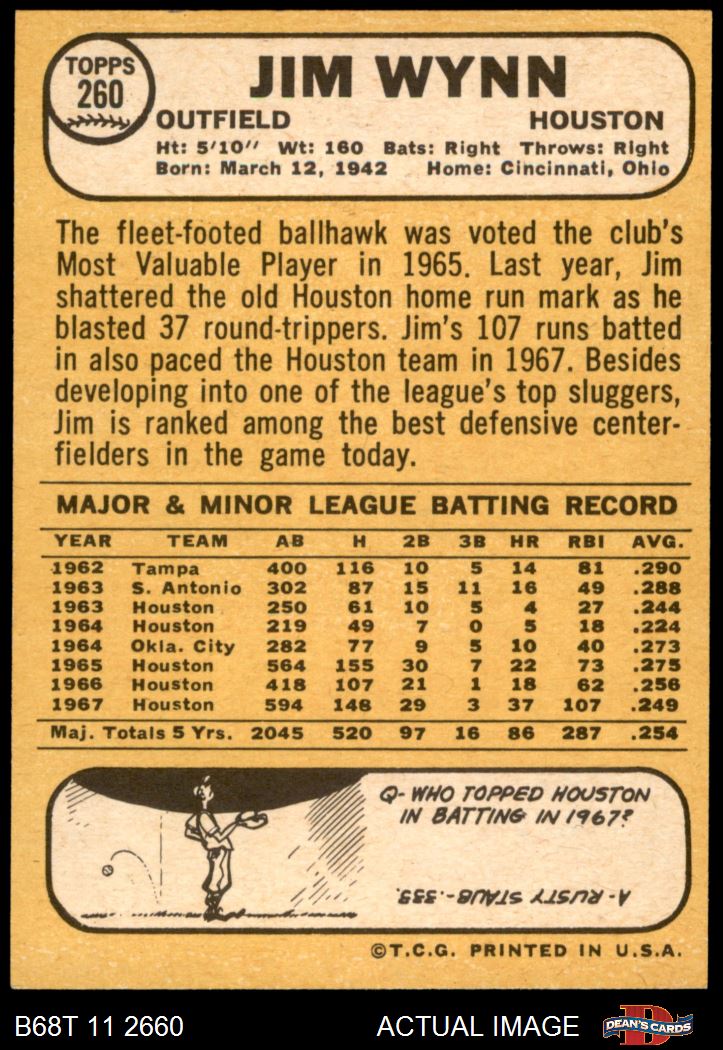 TOPPS
260
JIM WYNN
OUTFIELD HOUSTON
Ht: 5'10" Wt: 160 Bats: Right Throws: Right
Born: March 12, 1942 Home: Cincinnati, Ohio
The fleet-footed ballhawk was voted the club's
Most Valuable Player in 1965. Last year, Jim
shattered the old Houston home run mark as he
blasted 37 round-trippers. Jim's 107 runs batted
in also paced the Houston team in 1967. Besides
developing into one of the league's top sluggers,
Jim is ranked among the best defensive center-
fielders in the game today.
MAJOR & MINOR LEAGUE BATTING RECORD
YEAR TEAM AB H 2B 3B HR RBI AVG.
1962 Tampa 400 116 10 5 14 81 .290
1963 S. Antonio 302 87 15 11 16 49 .288
1963 Houston 250 61 10 5 4 27 .244
1964 Houston 219 49 7 0 5 18 .224
1964 Okla. City 282 77 9 5 10 40 .273
1965 Houston 564 155 30 7 22 73 .275
1966 Houston 418 107 21 1 18 62 .256
1967 Houston 594 148 29 3 37 107 .249
Maj. Totals 5 Yrs. 2045 520 97 16 86 287 .254
Q-WHO TOPPED HOUSTON
IN BATTING IN 1967?
A-RUSTY STAUB-.333.
©T.C.G. PRINTED IN U.S.A.
B68T 11 2660 ACTUAL IMAGE
D
DEAN'S CARDS